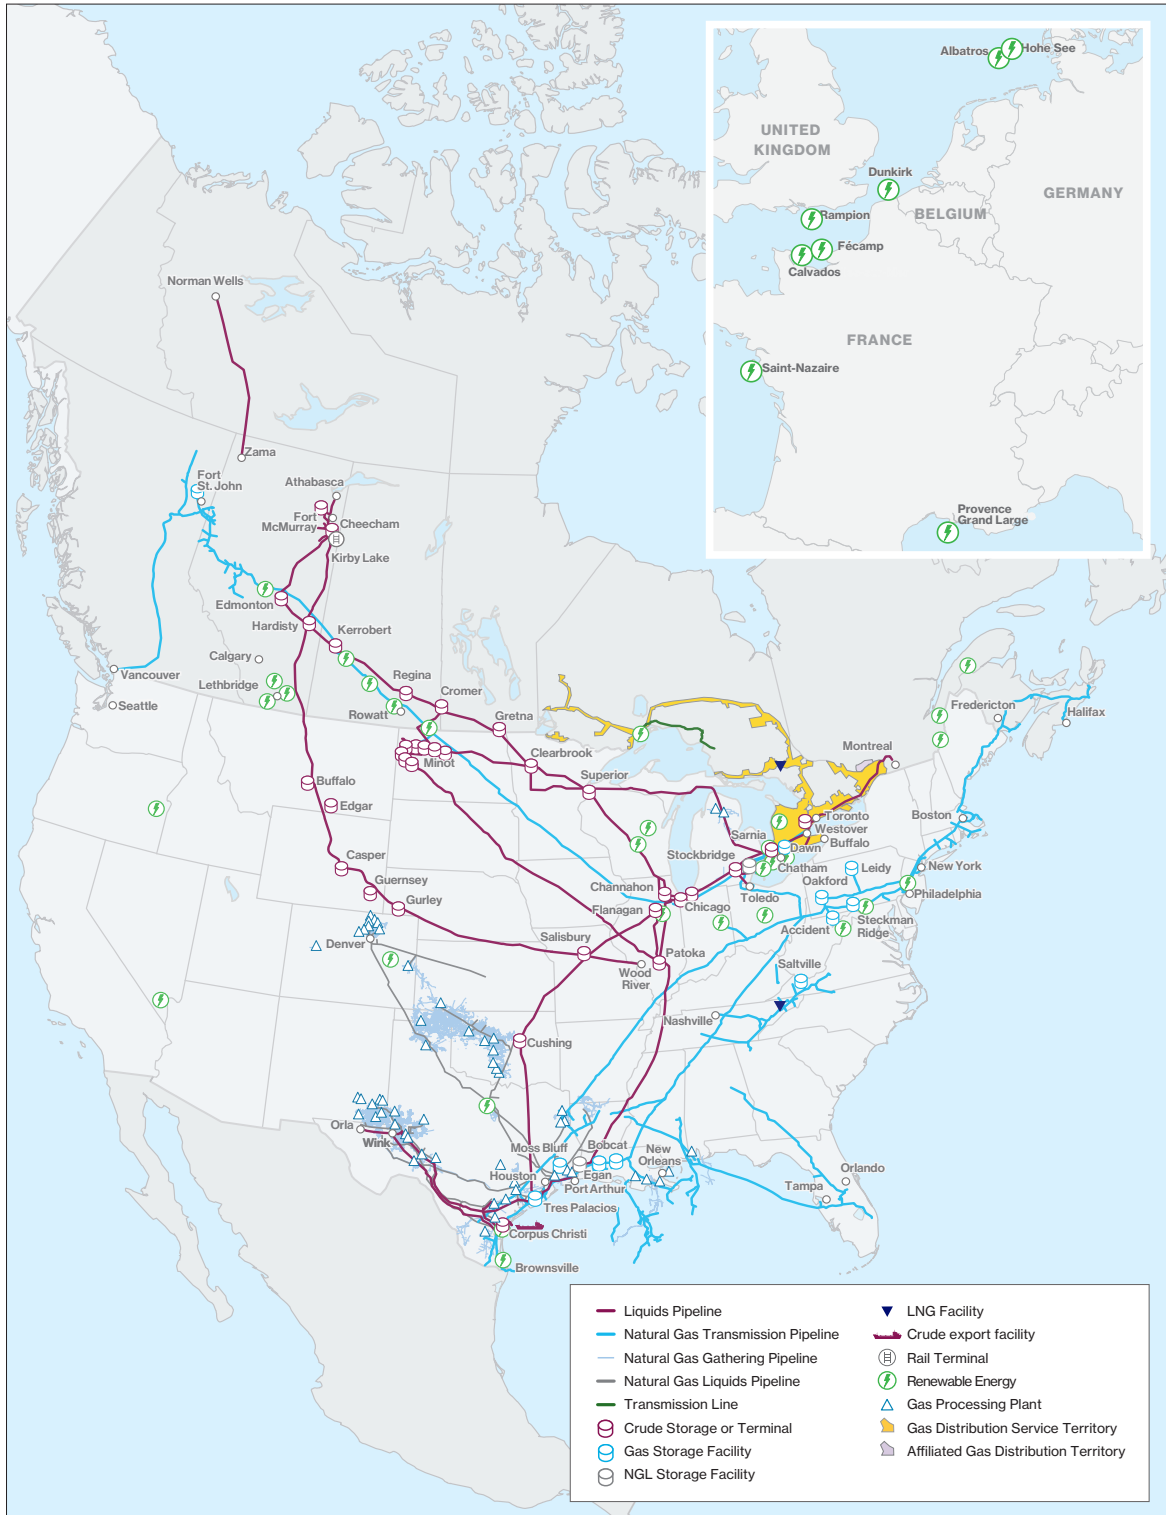 Albatros
Hohe See
UNITED
KINGDOM
Dunkirk
GERMANY
Rampion
BELGIUM
Fécamp
Calvados
FRANCE
Saint-Nazaire
Provence
Grand Large
Norman Wells
Zama
Fort
St. John
Athabasca
Fort
McMurray
Cheecham
Kirby Lake
Edmonton
Hardisty
Kerrobert
Calgary
Vancouver
Lethbridge
Regina
Cromer
Seattle
Rowatt
Gretna
Fredericton
Halifax
Minot
Clearbrook
Montreal
Superior
Buffalo
Edgar
Toronto
Boston
Sarnia
Westover
Buffalo
Dawn
Stockbridge
Casper
Chatham
Leidy
New York
Guernsey
Channahon
Toledo
Oakford
Philadelphia
Gurley
Chicago
Flanagan
Steckman
Ridge
Accident
Denver
Salisbury
Patoka
Wood
River
Saltville
Nashville
Cushing
Orla
Wink
Moss Bluff
Bobcat
New
Orleans
Houston
Egan
Port Arthur
Orlando
Tampa
Tres Palacios
Corpus Christi
Brownsville
Liquids Pipeline
Natural Gas Transmission Pipeline
Natural Gas Gathering Pipeline
Natural Gas Liquids Pipeline
Transmission Line
Crude Storage or Terminal
Gas Storage Facility
NGL Storage Facility
LNG Facility
Crude export facility
Rail Terminal
Renewable Energy
Gas Processing Plant
Gas Distribution Service Territory
Affiliated Gas Distribution Territory